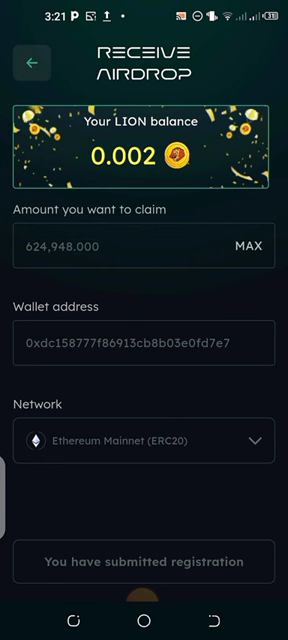 3:21
RECEIVE
AIRDROP
Your LION balance
0.002
Amount you want to claim
624,948.000 MAX
Wallet address
0xdc158777f86913cb8b03e0fd7e7
Network
Ethereum Mainnet (ERC20)
You have submitted registration